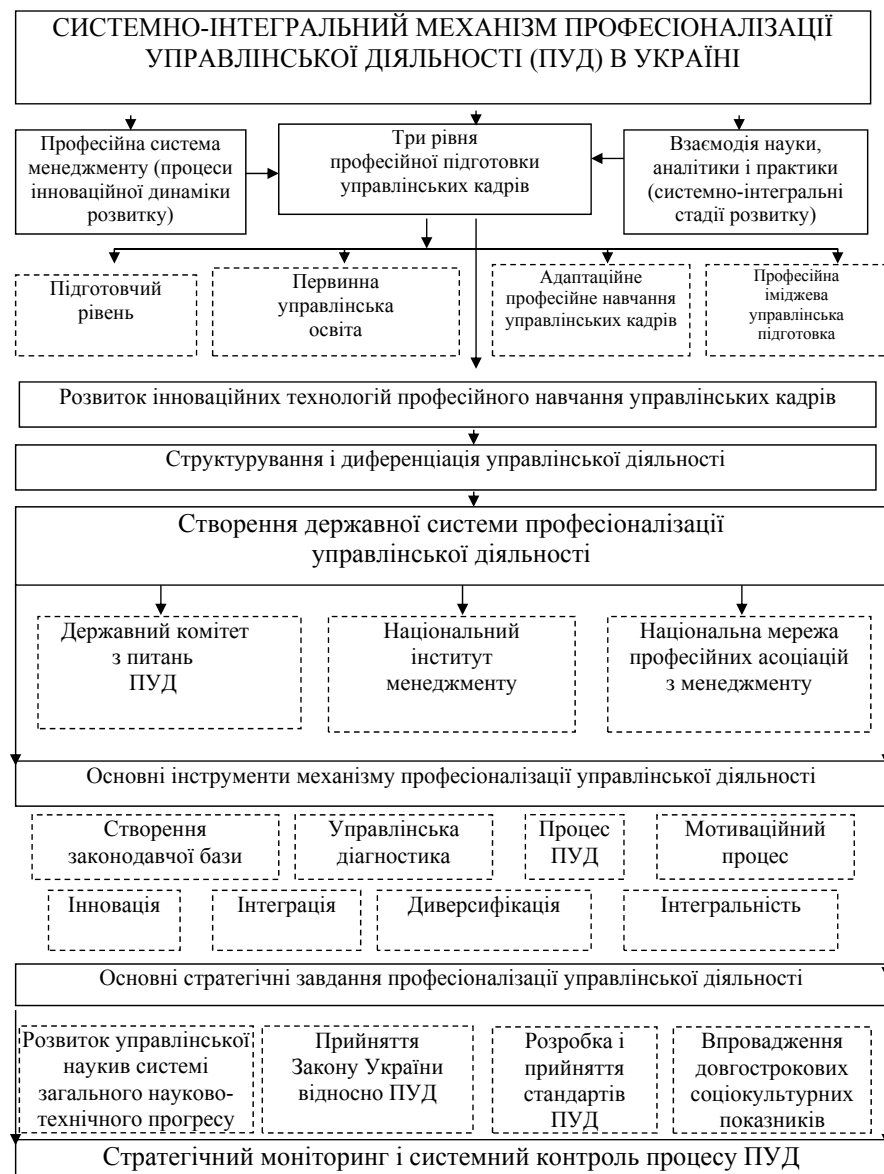 СИСТЕМНО-ІНТЕГРАЛЬНИЙ МЕХАНІЗМ ПРОФЕСІОНАЛІЗАЦІЇ
УПРАВЛІНСЬКОЇ ДІЯЛЬНОСТІ (ПУД) В УКРАЇНІ
Професійна система
менеджменту (процеси
інноваційної динаміки
розвитку)
Три рівня
професійної підготовки
управлінських кадрів
Взаємодія науки,
аналітики і практики
(системно-інтегральні
стадії розвитку)
Підготовчий
рівень
Первинна
управлінська
освіта
Адаптаційне
професійне навчання
управлінських кадрів
Професійна
іміджева
управлінська
підготовка
Розвиток інноваційних технологій професійного навчання управлінських кадрів
Структурування і диференціація управлінської діяльності
Створення державної системи професіоналізації
управлінської діяльності
Державний комітет
з питань
ПУД
Національний
інститут
менеджменту
Національна мережа
професійних асоціацій
з менеджменту
Основні інструменти механізму професіоналізації управлінської діяльності
Створення
законодавчої бази
Управлінська
діагностика
Процес
ПУД
Мотиваційний
процес
Інновація
Інтеграція
Диверсифікація
Інтегральність
Основні стратегічні завдання професіоналізації управлінської діяльності
Розвиток управлінської
наукив системі
загального науково-
технічного прогресу
Прийняття
Закону України
відносно ПУД
Розробка і
прийняття
стандартів
ПУД
Впровадження
довгострокових
соціокультурних
показників
Стратегічний моніторинг і системний контроль процесу ПУД